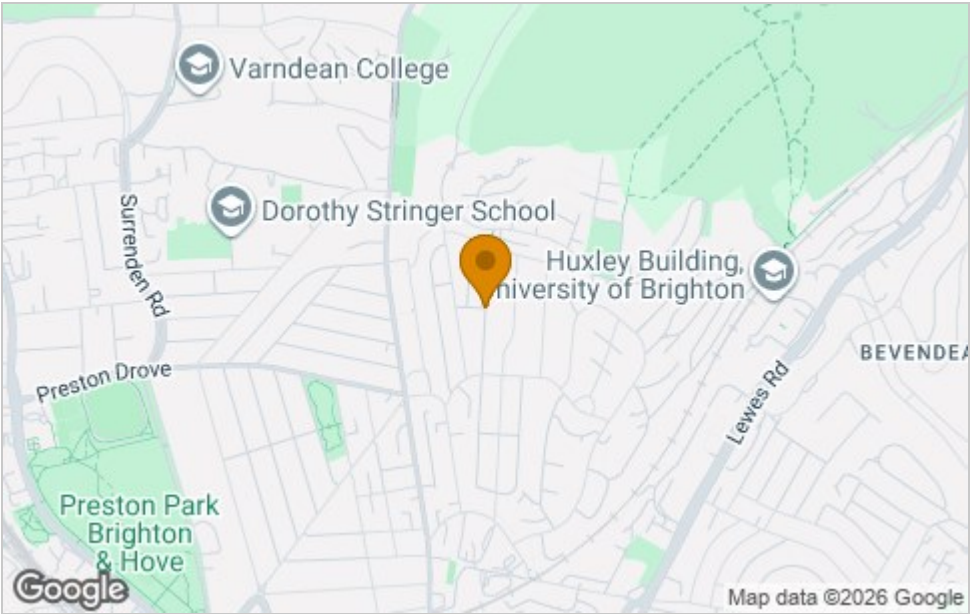 Varndean College
Dorothy Stringer School
Surrenden Rd
Huxley Building,
niversity of Brighton
BEVENDEA
Preston Drove
Lewes Rd
Preston Park
Brighton
& Hove
Google
Map data ©2026 Google